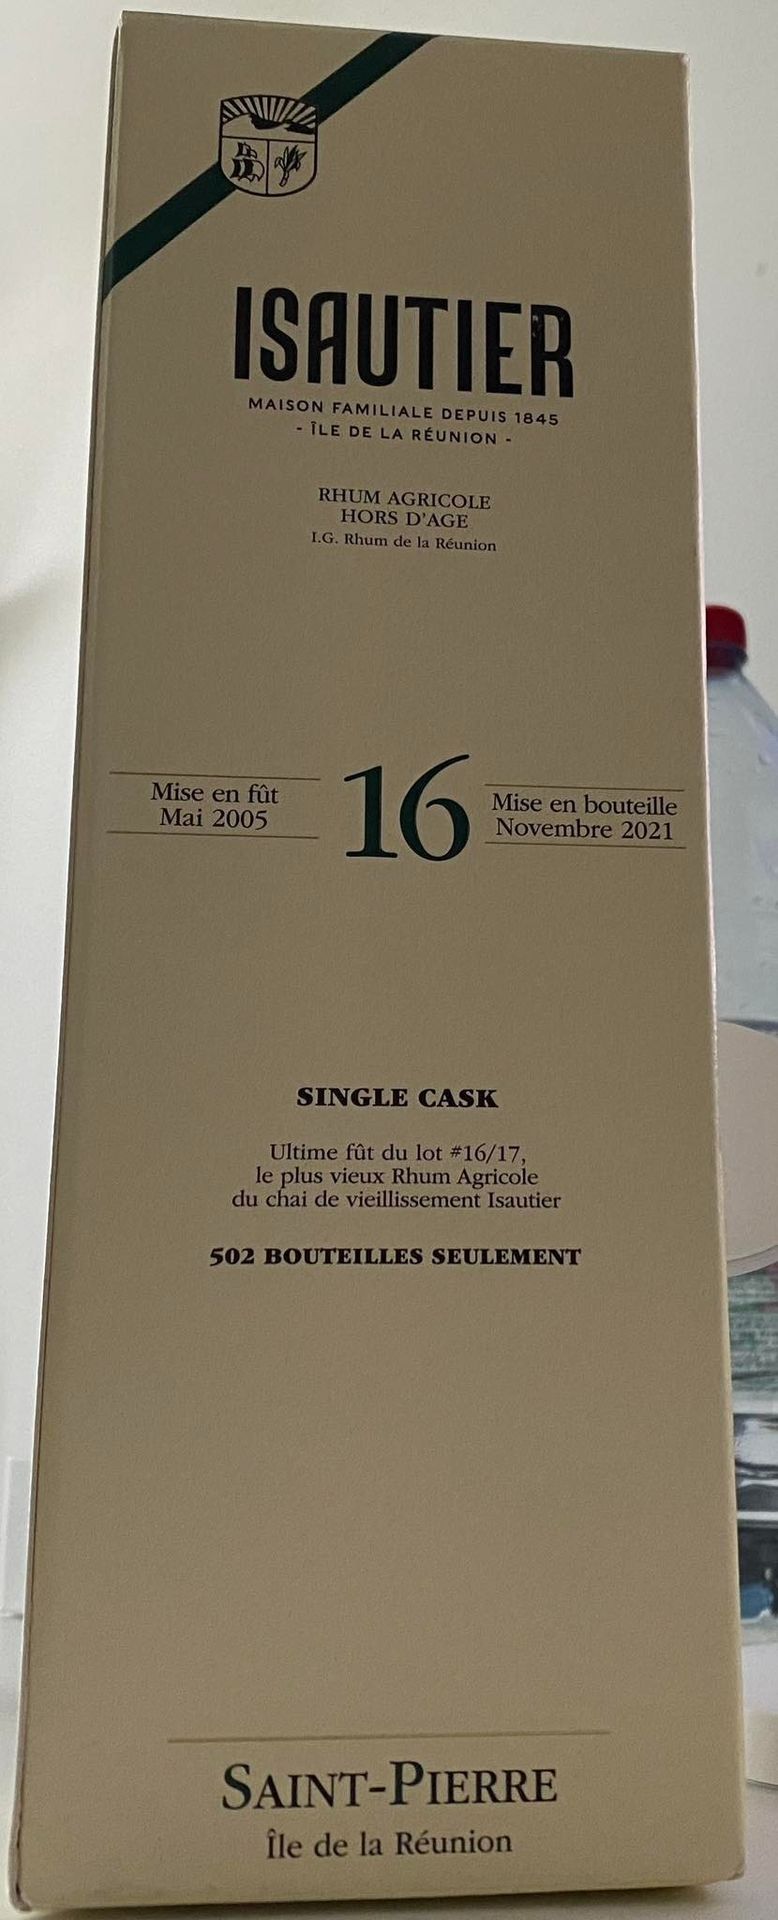 ISAUTIER
MAISON FAMILIALE DEPUIS 1845
- ÎLE DE LA RÉUNION -
RHUM AGRICOLE
HORS D'AGE
I.G. Rhum de la Réunion
Mise en fût
Mai 2005
16
Mise en bouteille
Novembre 2021
SINGLE CASK
Ultime fût du lot #16/17,
le plus vieux Rhum Agricole
du chai de vieillissement Isautier
502 BOUTEILLES SEULEMENT
SAINT-PIERRE
Île de la Réunion